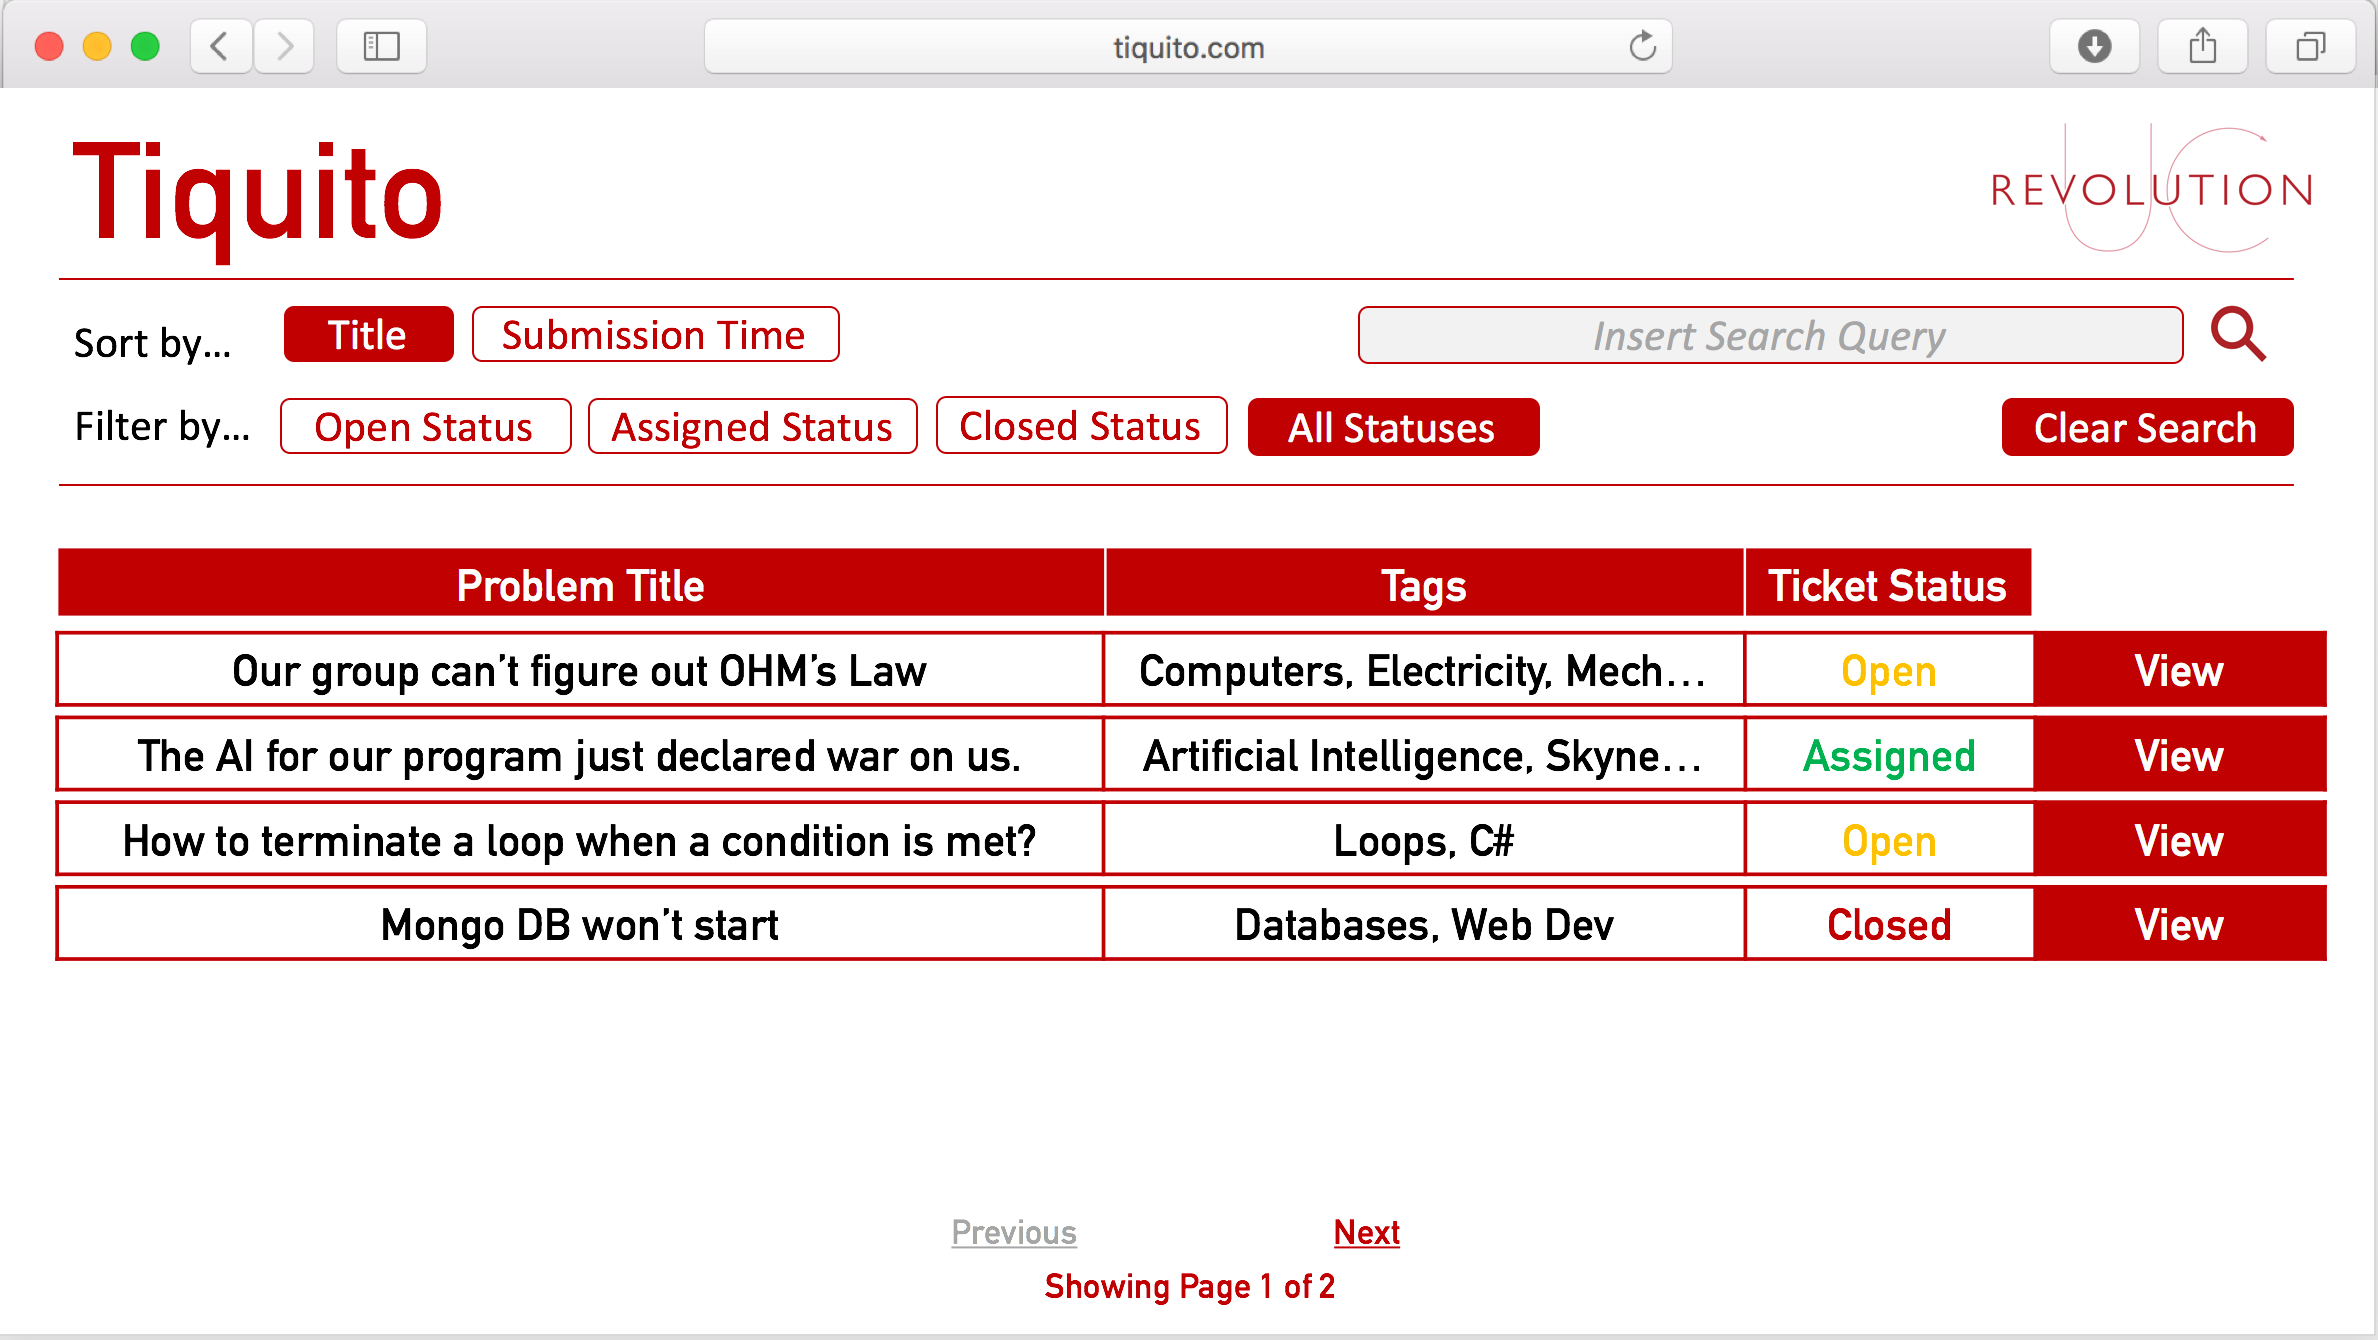 tiquito.com
Tiquito
UC
REVOLUTION
Sort by... Title Submission Time Insert Search Query
Filter by... Open Status Assigned Status Closed Status All Statuses Clear Search
Problem Title Tags Ticket Status
Our group can’t figure out OHM’s Law Computers, Electricity, Mech... Open View
The AI for our program just declared war on us. Artificial Intelligence, Skyne... Assigned View
How to terminate a loop when a condition is met? Loops, C# Open View
Mongo DB won’t start Databases, Web Dev Closed View
Previous Next
Showing Page 1 of 2